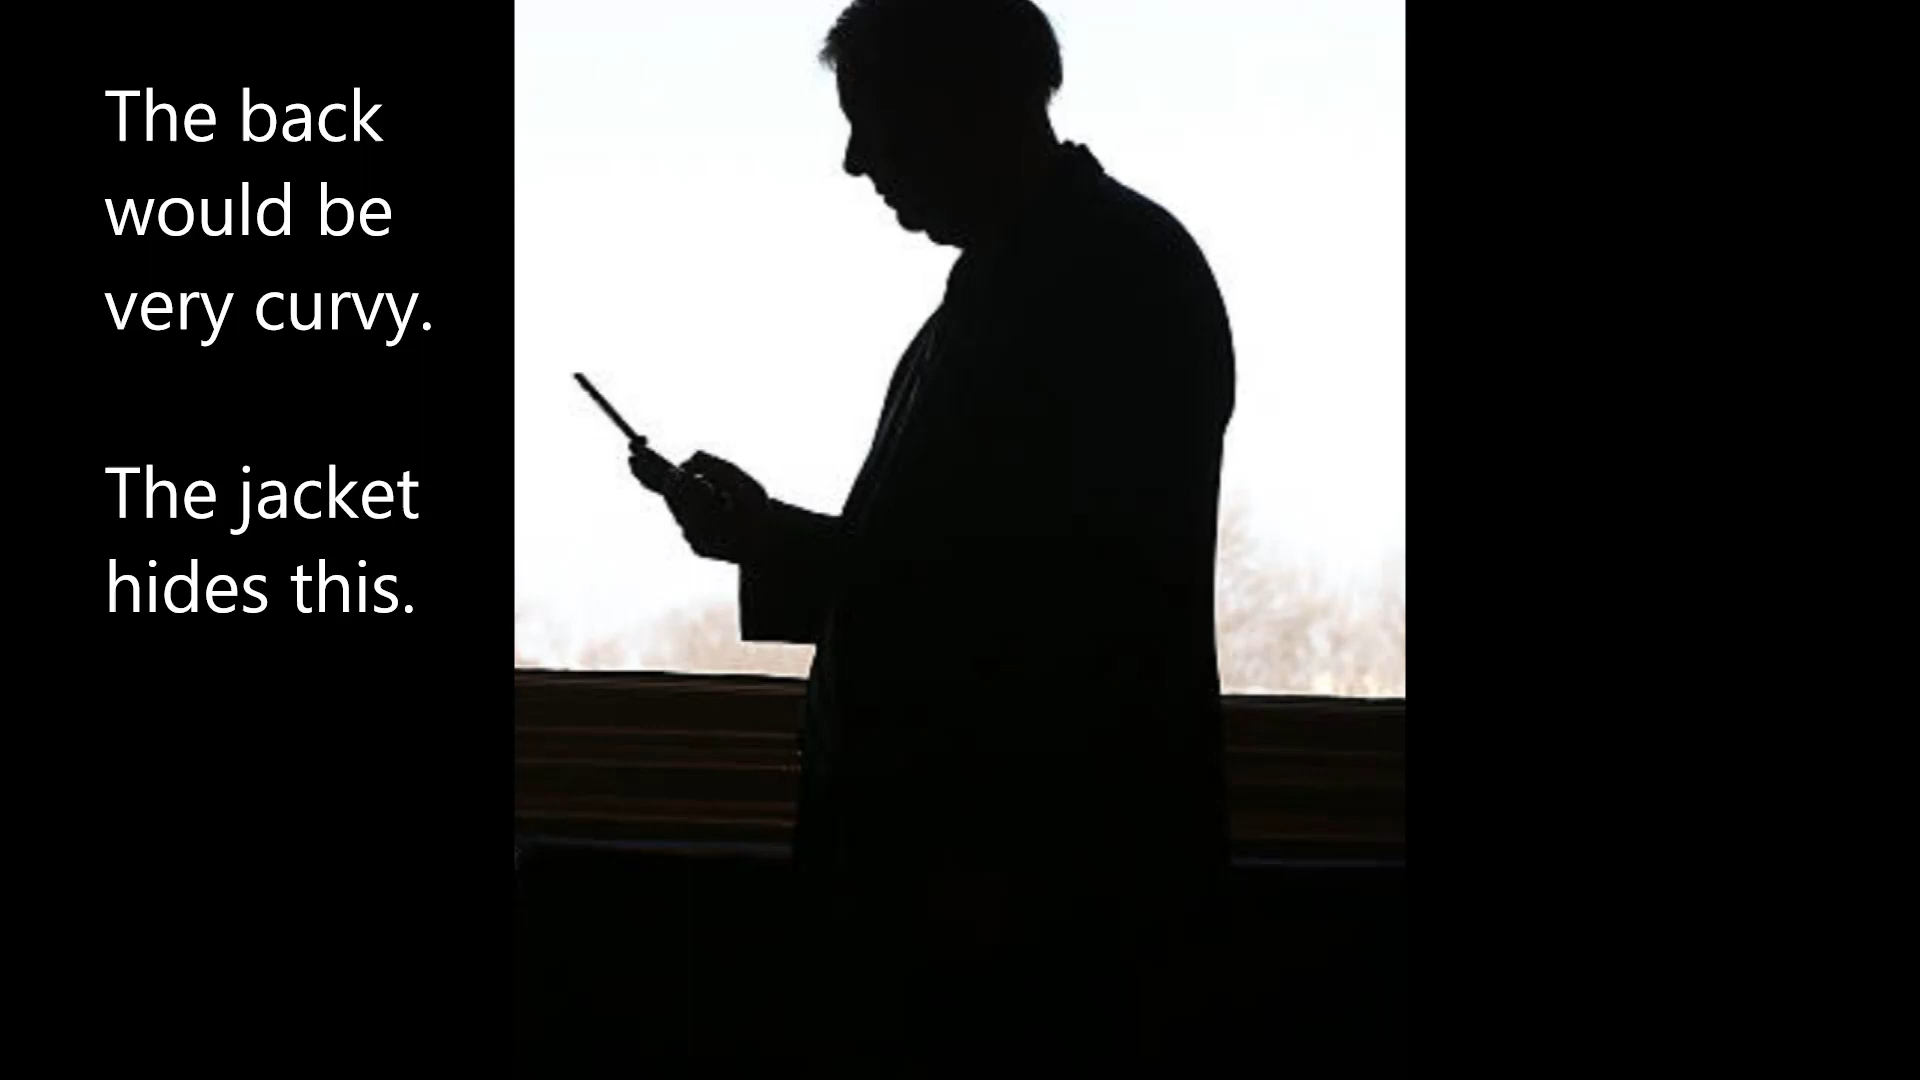 The back
would be
very curvy.
The jacket
hides this.